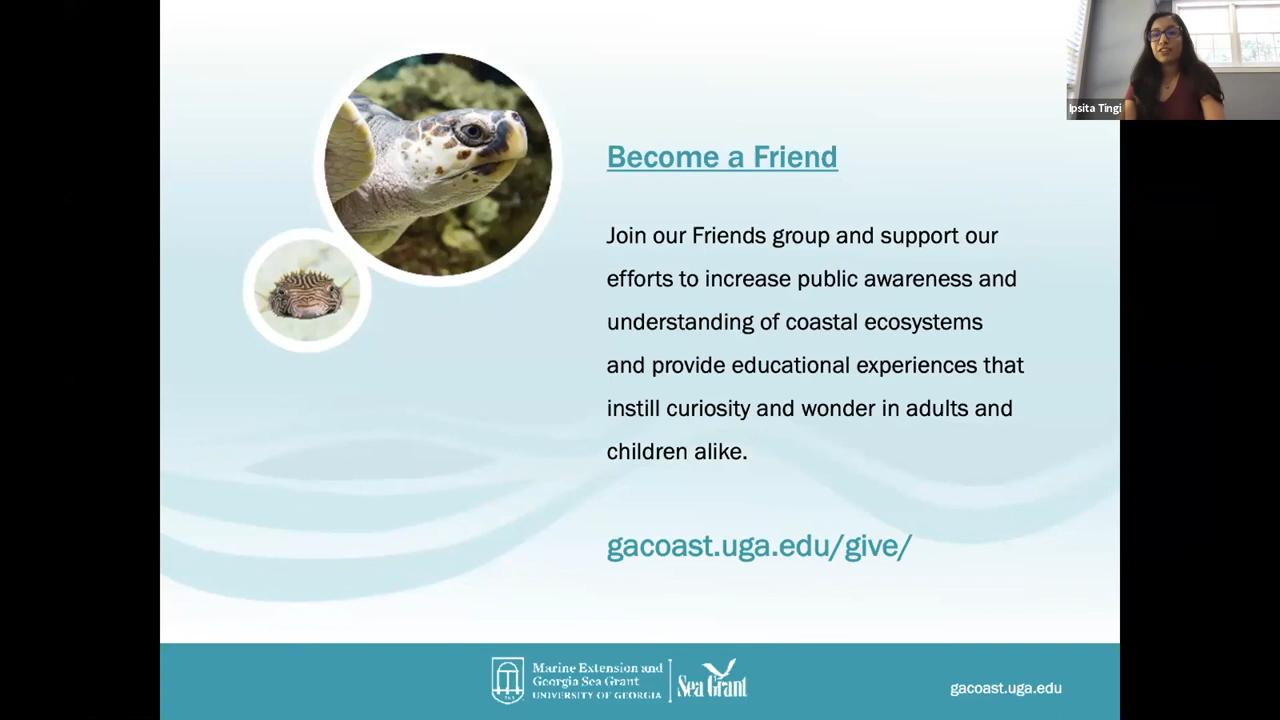 Ipsita Tingi
Become a Friend
Join our Friends group and support our
efforts to increase public awareness and
understanding of coastal ecosystems
and provide educational experiences that
instill curiosity and wonder in adults and
children alike.
gacoast.uga.edu/give/
Marine Extension and
Georgia Sea Grant
UNIVERSITY OF GEORGIA
Sea Grant
gacoast.uga.edu